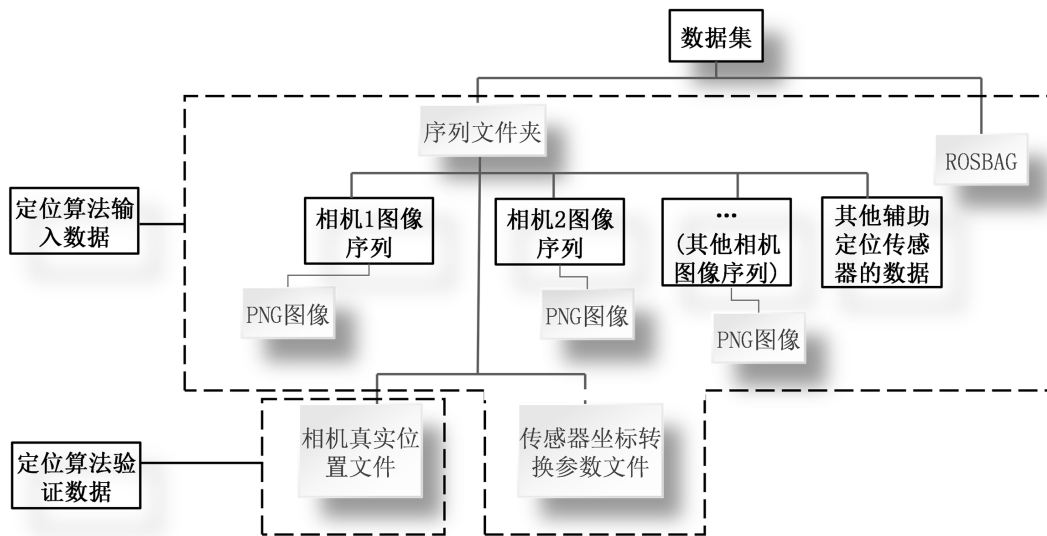 数据集
序列文件夹
ROSBAG
定位算法输
入数据
相机1图像
序列
相机2图像
序列
…
(其他相机
图像序列)
其他辅助
定位传感
器的数据
PNG图像
PNG图像
PNG图像
相机真实位
置文件
传感器坐标转
换参数文件
定位算法验
证数据